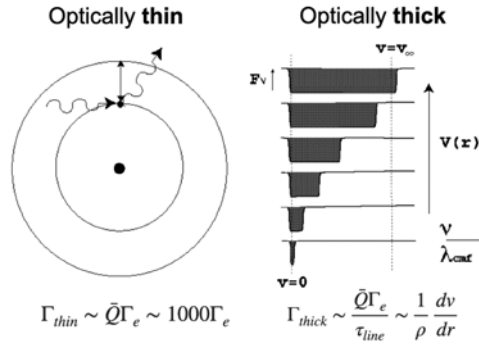 Optically thin
Optically thick
v=v∞
Fν
V(r)
ν
λcmf
v=0
Γthin ~ Q̄Γe ~ 1000Γe
Γthick ~ Q̄Γe / τline ~ 1/ρ dv/dr